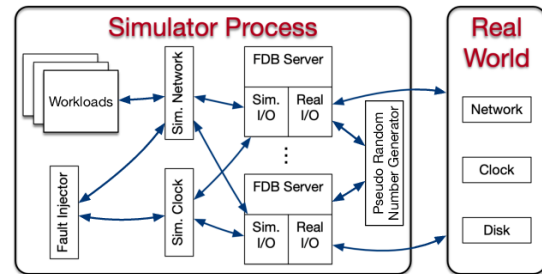 Simulator Process
Real
World
FDB Server
Sim.
I/O
Real
I/O
Workloads
Sim. Network
Network
Pseudo Random
Number Generator
Clock
Fault Injector
Sim. Clock
...
FDB Server
Sim.
I/O
Real
I/O
Disk